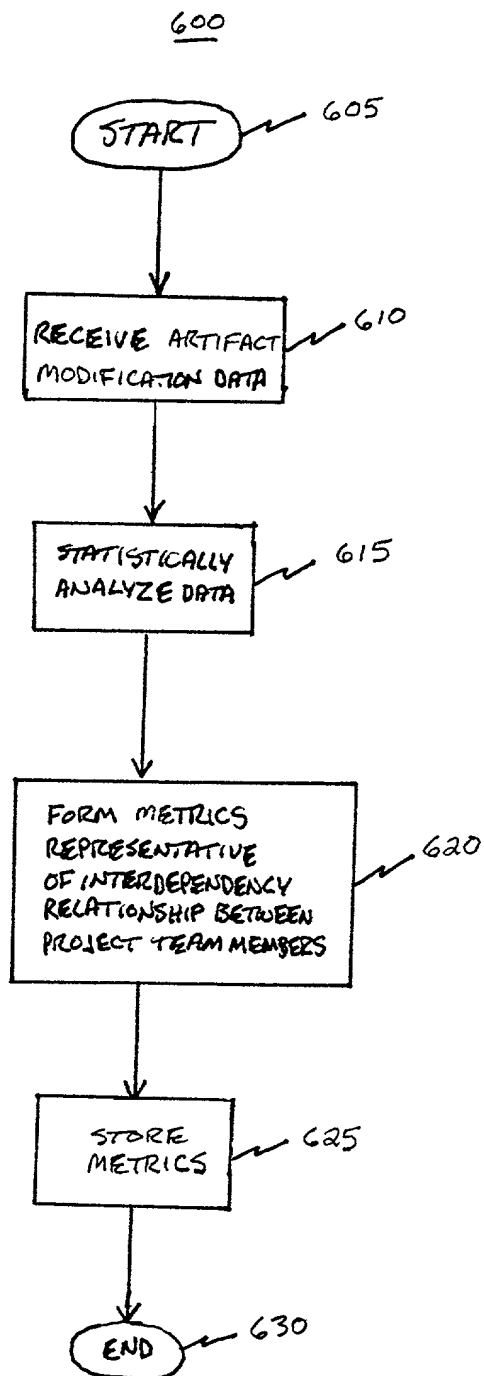 600
START
605
RECEIVE ARTIFACT
MODIFICATION DATA
610
STATISTICALLY
ANALYZE DATA
615
FORM METRICS
REPRESENTATIVE
OF INTERDEPENDENCY
RELATIONSHIP BETWEEN
PROJECT TEAM MEMBERS
620
STORE
METRICS
625
END
630